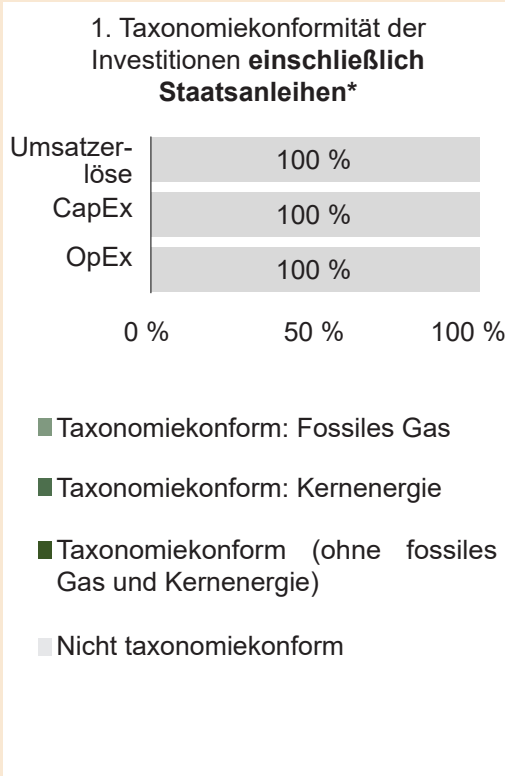 1. Taxonomiekonformität der
Investitionen einschließlich
Staatsanleihen*
Umsatzer-
löse
100 %
CapEx
100 %
OpEx
100 %
0 % 50 % 100 %
Taxonomiekonform: Fossiles Gas
Taxonomiekonform: Kernenergie
Taxonomiekonform (ohne fossiles
Gas und Kernenergie)
Nicht taxonomiekonform